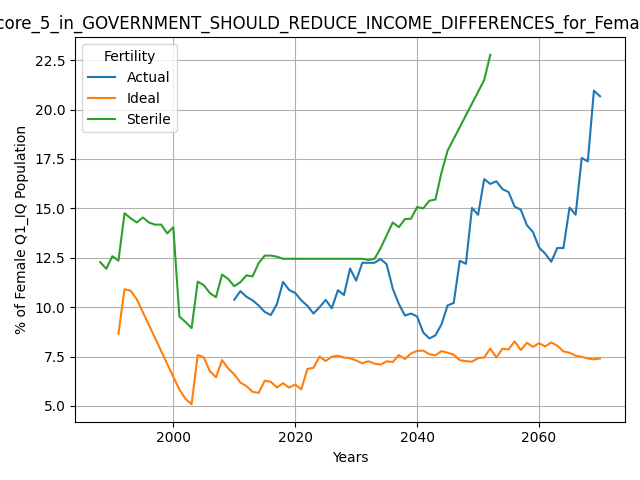 core_5_in_GOVERNMENT_SHOULD_REDUCE_INCOME_DIFFERENCES_for_Fema
Fertility
Actual
Ideal
Sterile
22.5
20.0
17.5
15.0
12.5
10.0
7.5
5.0
% of Female Q1_IQ Population
2000
2020
2040
2060
Years